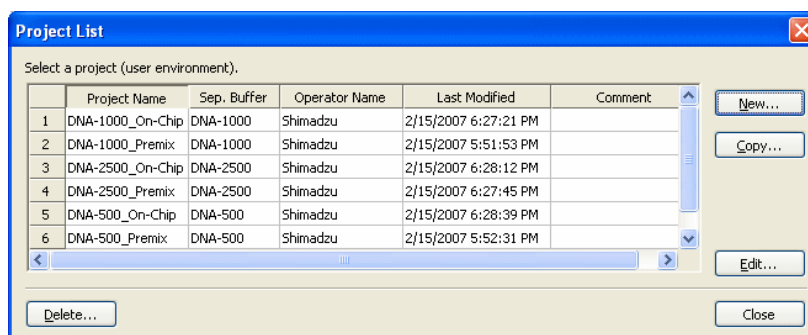 Project List
Select a project (user environment).
Project Name Sep. Buffer Operator Name Last Modified Comment
1 DNA-1000_On-Chip DNA-1000 Shimadzu 2/15/2007 6:27:21 PM
2 DNA-1000_Premix DNA-1000 Shimadzu 2/15/2007 5:51:53 PM
3 DNA-2500_On-Chip DNA-2500 Shimadzu 2/15/2007 6:28:12 PM
4 DNA-2500_Premix DNA-2500 Shimadzu 2/15/2007 6:27:45 PM
5 DNA-500_On-Chip DNA-500 Shimadzu 2/15/2007 6:28:39 PM
6 DNA-500_Premix DNA-500 Shimadzu 2/15/2007 5:52:31 PM
New...
Copy...
Edit...
Delete...
Close